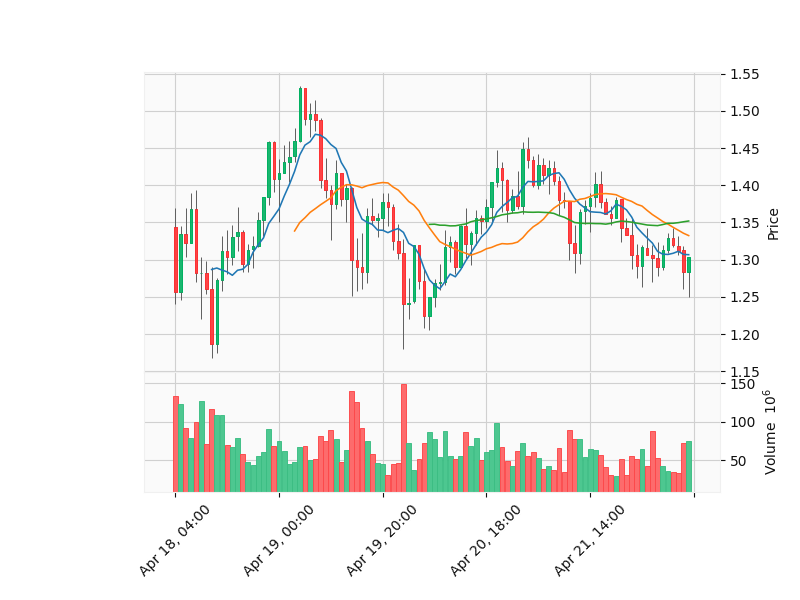 1.55
1.50
1.45
1.40
1.35
1.30
1.25
1.20
1.15
Price
150
100
50
Volume 10^6
Apr 18, 04:00
Apr 19, 00:00
Apr 19, 20:00
Apr 20, 18:00
Apr 21, 14:00